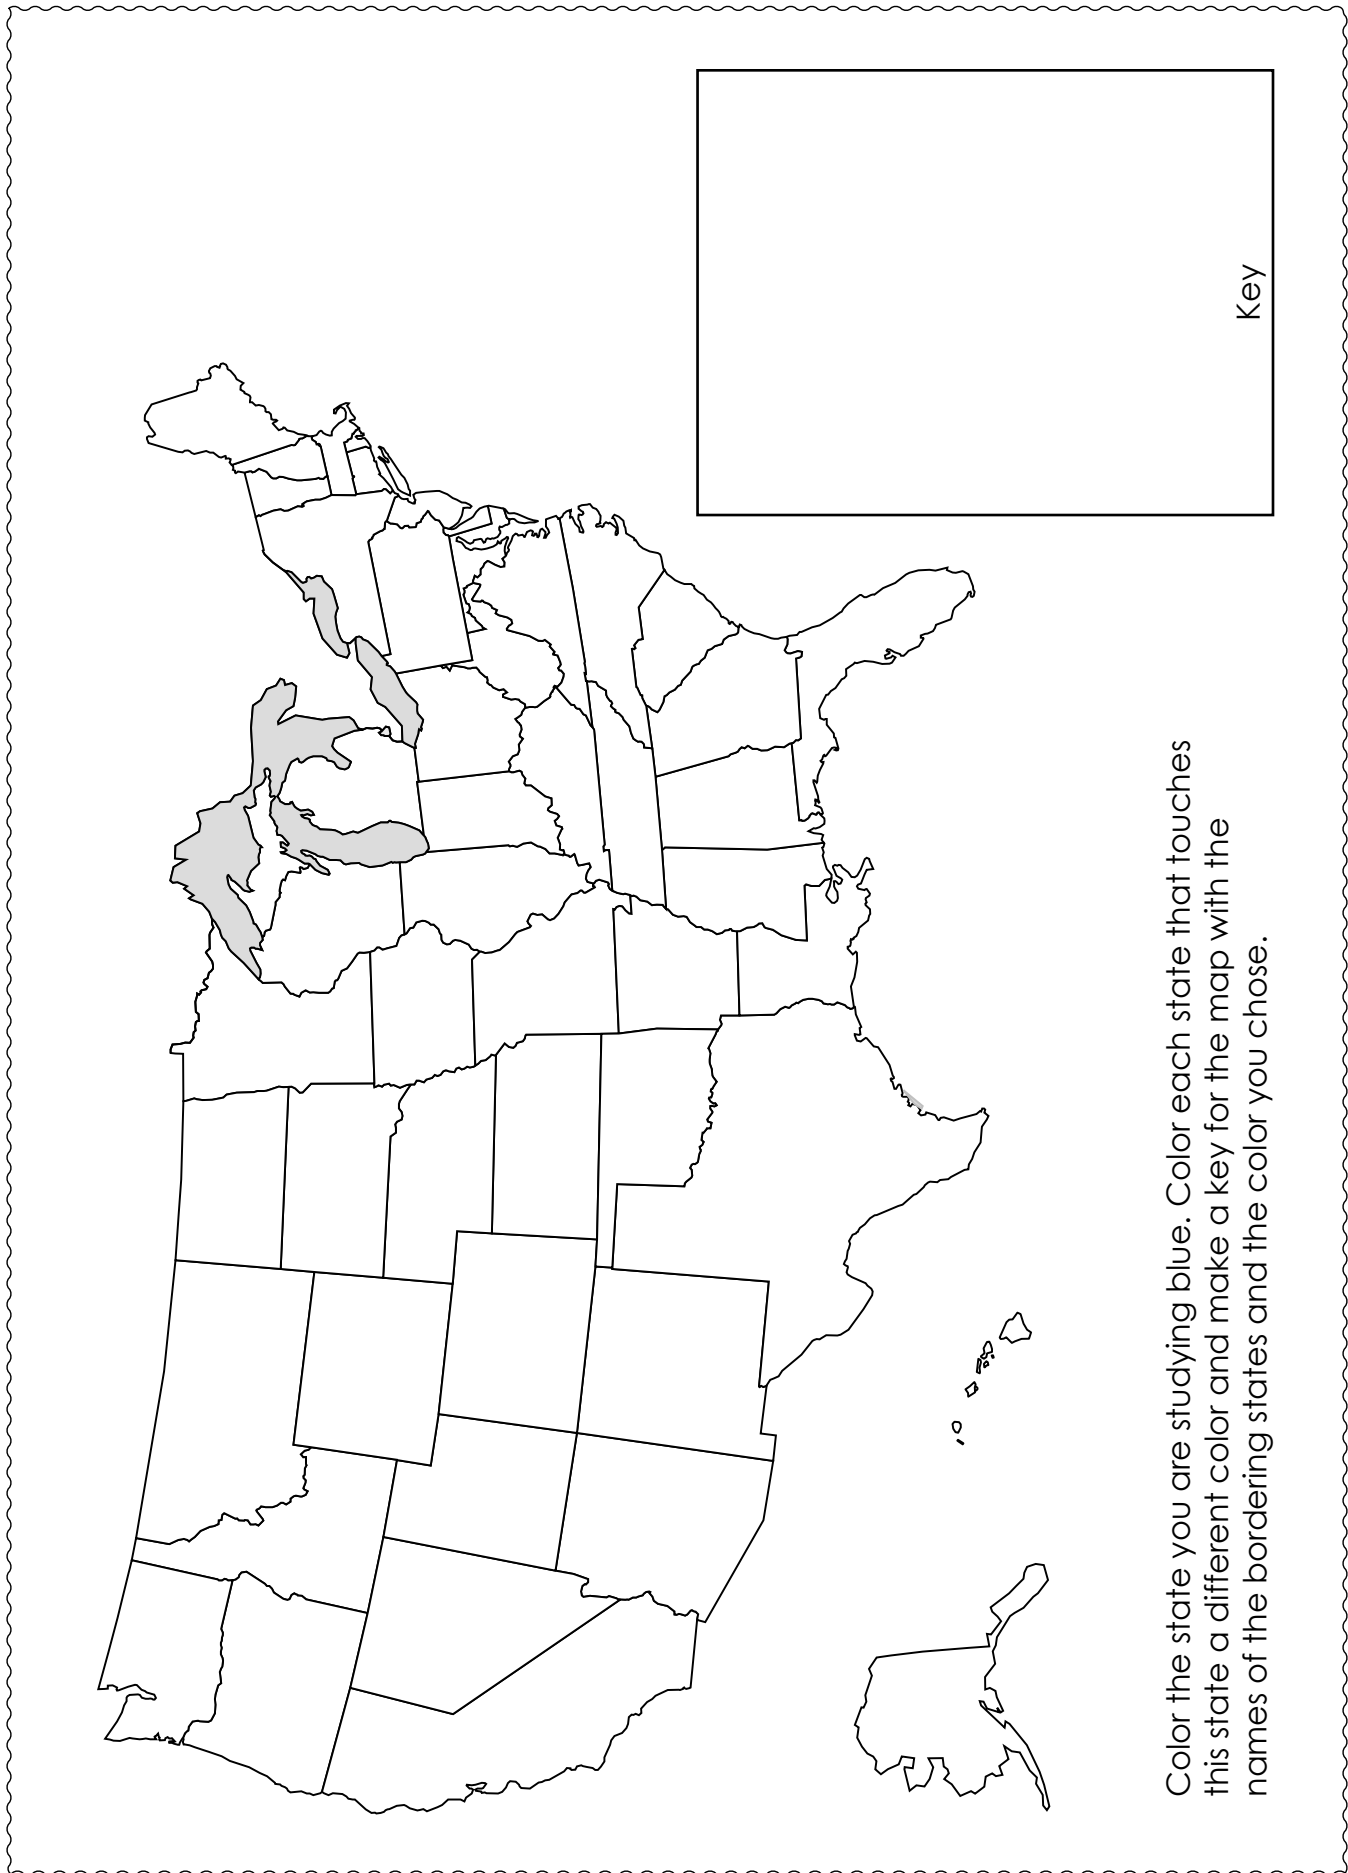 Key
Color the state you are studying blue. Color each state that touches
this state a different color and make a key for the map with the
names of the bordering states and the color you chose.